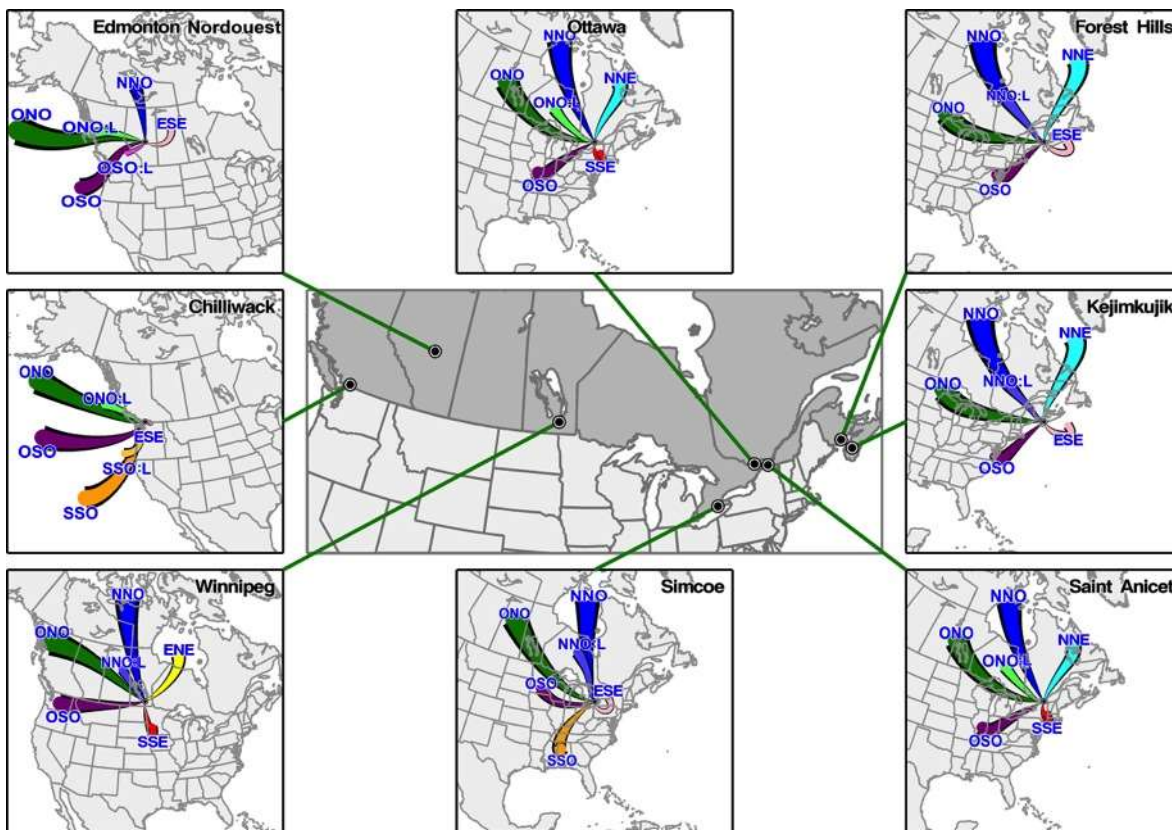 Edmonton Nordouest
NNO
ONO
ONO:L
ESE
OSO:L
OSO
Ottawa
NNO
ONO
NNE
ONO:L
OSO
SSE
Forest Hills
NNO
NNE
NNO:L
ONO
ESE
OSO
Chilliwack
ONO
ONO:L
ESE
OSO
SSO:L
SSO
Kejimkujik
NNO
NNE
NNO:L
ONO
ESE
OSO
Winnipeg
NNO
ONO
ENE
NNO:L
OSO
SSE
Simcoe
NNO
ONO
NNO:L
OSO
ESE
SSO
Saint Anicet
NNO
ONO
NNE
ONO:L
OSO
SSE